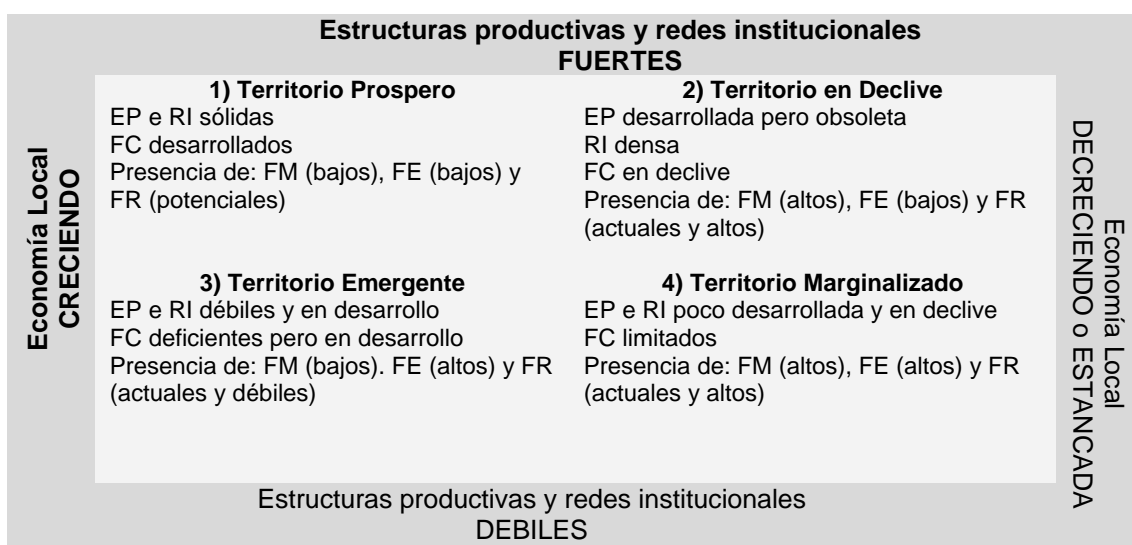 Estructuras productivas y redes institucionales
FUERTES
Economía Local
CRECIENDO
1) Territorio Prospero
EP e RI sólidas
FC desarrollados
Presencia de: FM (bajos), FE (bajos) y
FR (potenciales)
2) Territorio en Declive
EP desarrollada pero obsoleta
RI densa
FC en declive
Presencia de: FM (altos), FE (bajos) y FR
(actuales y altos)
3) Territorio Emergente
EP e RI débiles y en desarrollo
FC deficientes pero en desarrollo
Presencia de: FM (bajos). FE (altos) y FR
(actuales y débiles)
4) Territorio Marginalizado
EP e RI poco desarrollada y en declive
FC limitados
Presencia de: FM (altos), FE (altos) y FR
(actuales y altos)
Economía Local
DECRECIENDO o ESTANCADA
Estructuras productivas y redes institucionales
DEBILES